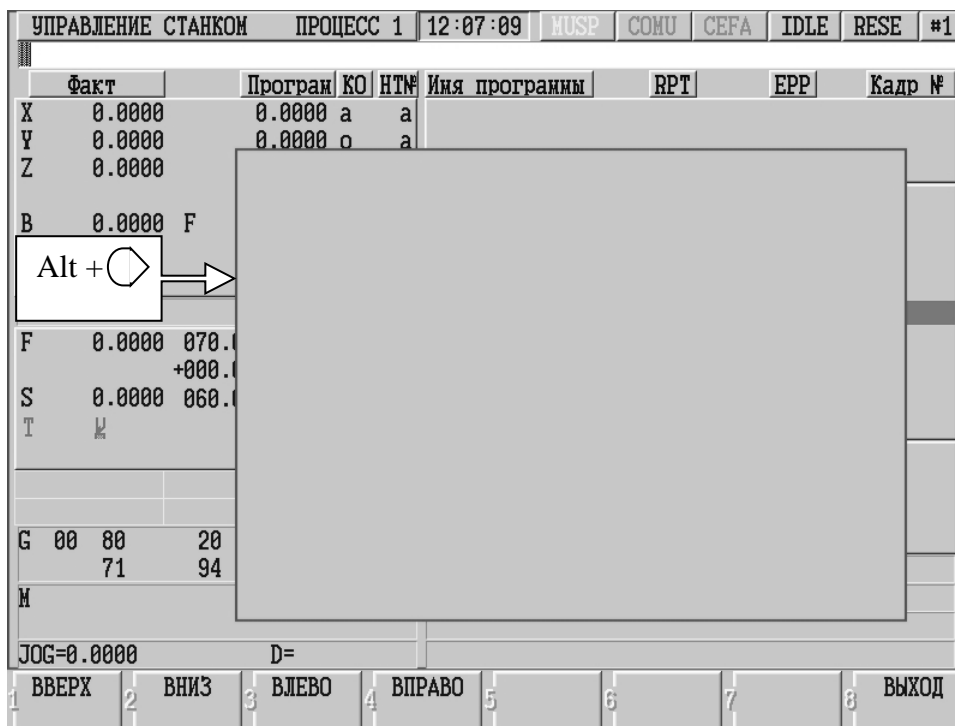 УПРАВЛЕНИЕ СТАНКОМ ПРОЦЕСС 1 12:07:09 MUSP COMU CEFA IDLE RESE #1
Факт Програм КО НТ№ Имя программы RPT EPP Кадр №
X 0.0000 0.0000 а а
Y 0.0000 0.0000 о а
Z 0.0000
B 0.0000 F
Alt +
F 0.0000 070.
+000.
S 0.0000 060.
T W
G 00 80 20
71 94
M
JOG=0.0000 D=
1 ВВЕРХ 2 ВНИЗ 3 ВЛЕВО 4 ВПРАВО 5 6 7 8 ВЫХОД